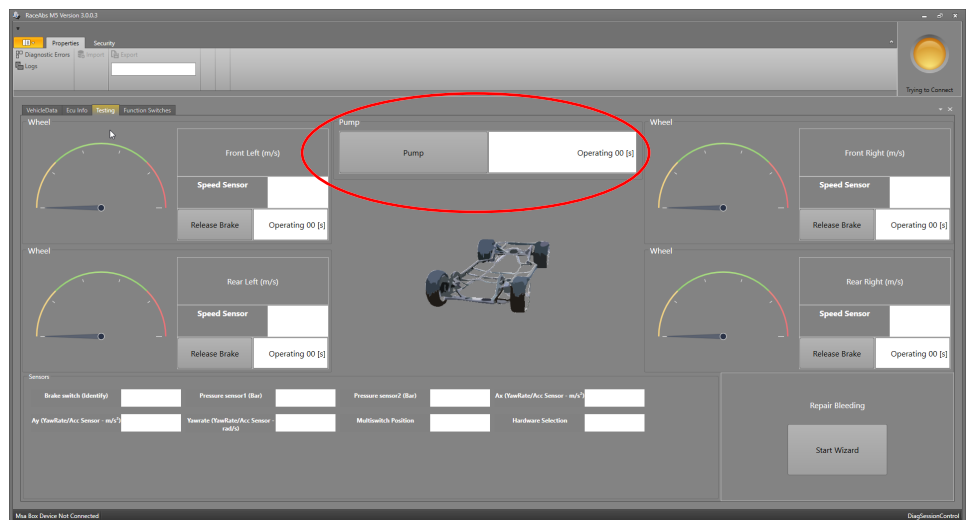 RaceAbs M5 Version 3.0.0.3
Properties Security
Diagnostic Errors Import Export
Logs
Trying to Connect
VehicleData Ecu Info Testing Function Switches
Wheel
Front Left (m/s)
Speed Sensor
Release Brake Operating 00 [s]
Pump
Pump Operating 00 [s]
Wheel
Front Right (m/s)
Speed Sensor
Release Brake Operating 00 [s]
Wheel
Rear Left (m/s)
Speed Sensor
Release Brake Operating 00 [s]
Wheel
Rear Right (m/s)
Speed Sensor
Release Brake Operating 00 [s]
Sensors
Brake switch (Identify) Pressure sensor1 (Bar) Pressure sensor2 (Bar) Ax (YawRate/Acc Sensor - m/s²)
Ay (YawRate/Acc Sensor - m/s²) Yawrate (YawRate/Acc Sensor - Multiswitch Position Hardware Selection
rad/s)
Repair Bleeding
Start Wizard
Msa Box Device Not Connected DiagSessionControl